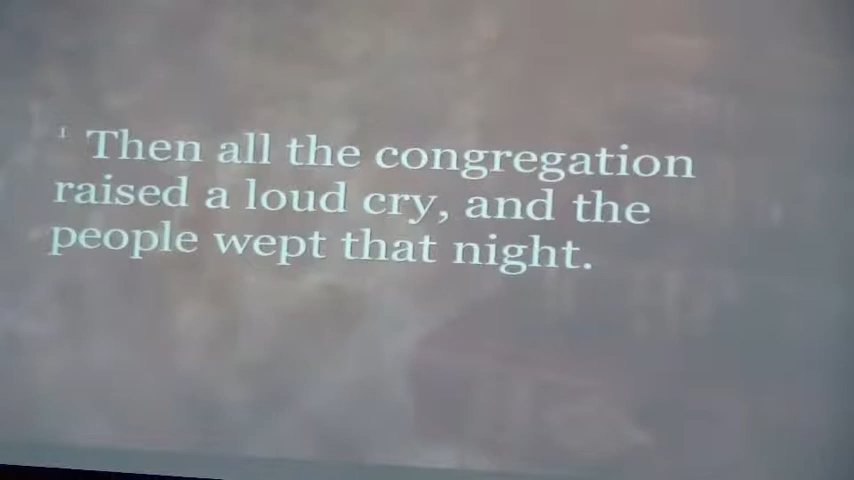 1 Then all the congregation
raised a loud cry, and the
people wept that night.